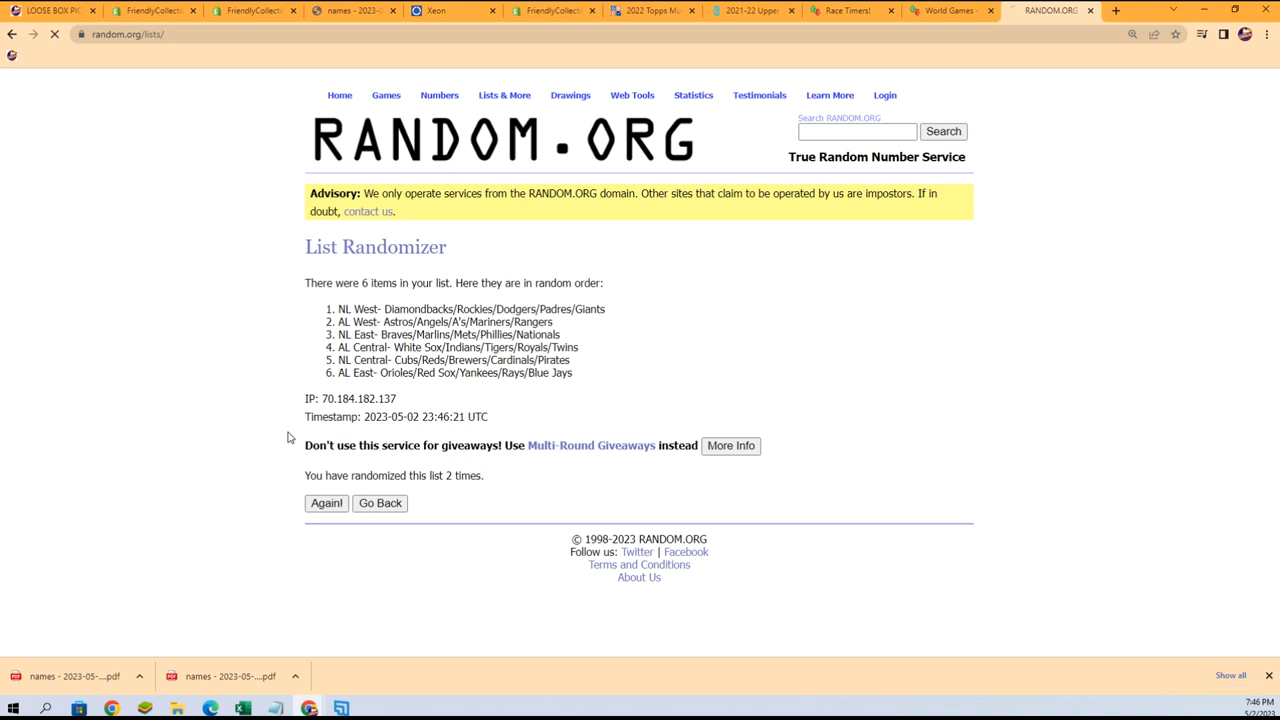 LOOSE BOX PIC
FriendlyCollecti
FriendlyCollecti
names - 2023-0
Xeon
FriendlyCollecti
2022 Topps Mu
2021-22 Upper
Race Timers!
World Games -
RANDOM.ORG
random.org/lists/
Home Games Numbers Lists & More Drawings Web Tools Statistics Testimonials Learn More Login
RANDOM.ORG
Search RANDOM.ORG
Search
True Random Number Service
Advisory: We only operate services from the RANDOM.ORG domain. Other sites that claim to be operated by us are impostors. If in
doubt, contact us.
List Randomizer
There were 6 items in your list. Here they are in random order:
1. NL West- Diamondbacks/Rockies/Dodgers/Padres/Giants
2. AL West- Astros/Angels/A's/Mariners/Rangers
3. NL East- Braves/Marlins/Mets/Phillies/Nationals
4. AL Central- White Sox/Indians/Tigers/Royals/Twins
5. NL Central- Cubs/Reds/Brewers/Cardinals/Pirates
6. AL East- Orioles/Red Sox/Yankees/Rays/Blue Jays
IP: 70.184.182.137
Timestamp: 2023-05-02 23:46:21 UTC
Don't use this service for giveaways! Use Multi-Round Giveaways instead More Info
You have randomized this list 2 times.
Again! Go Back
© 1998-2023 RANDOM.ORG
Follow us: Twitter | Facebook
Terms and Conditions
About Us
names - 2023-05-....pdf
names - 2023-05-....pdf
Show all
7:46 PM
5/2/2023